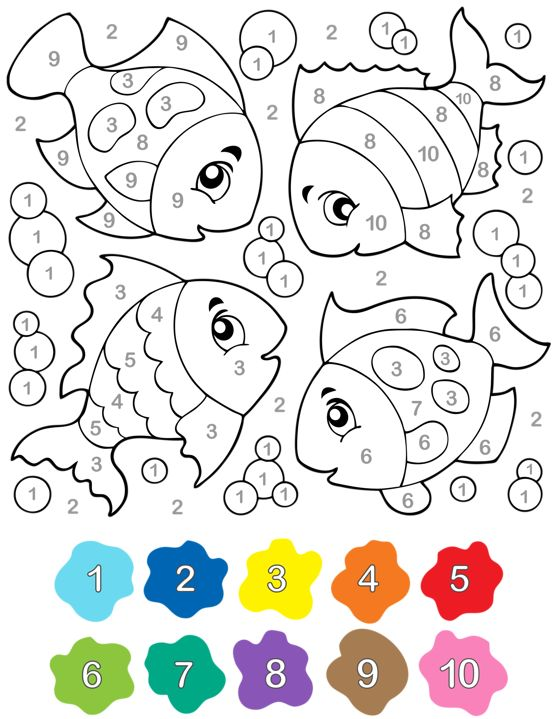 2 9 1 2 1 1 1
9 3 1 8 10 8
3 3 2 8
2 8 8 10 1
9 9 9 8 2
1 9 10 8
1 1 1 1 1
1 1 1 2 1
3 4 6 6
1 3 3
1 5 3 3
1 4 2 7 2
5 3 6
3 1 1 6 6 1
1 2 2 1 1 1 8 1
1 2 3 4 5
6 7 8 9 10